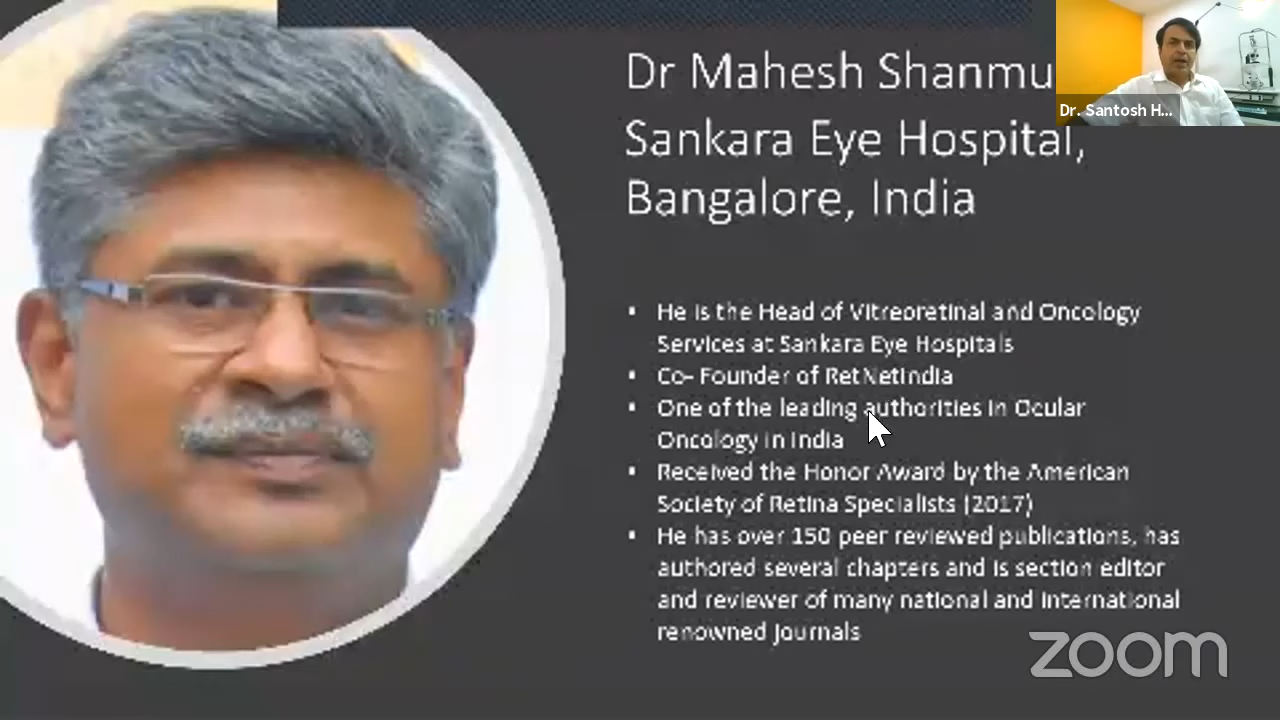 Dr Mahesh Shanmu
Sankara Eye Hospital,
Bangalore, India
Dr. Santosh H...
• He is the Head of Vitreoretinal and Oncology
Services at Sankara Eye Hospitals
• Co- Founder of RetNetIndia
• One of the leading authorities in Ocular
Oncology in India
• Received the Honor Award by the American
Society of Retina Specialists (2017)
• He has over 150 peer reviewed publications, has
authored several chapters and is section editor
and reviewer of many national and international
renowned Journals
zoom